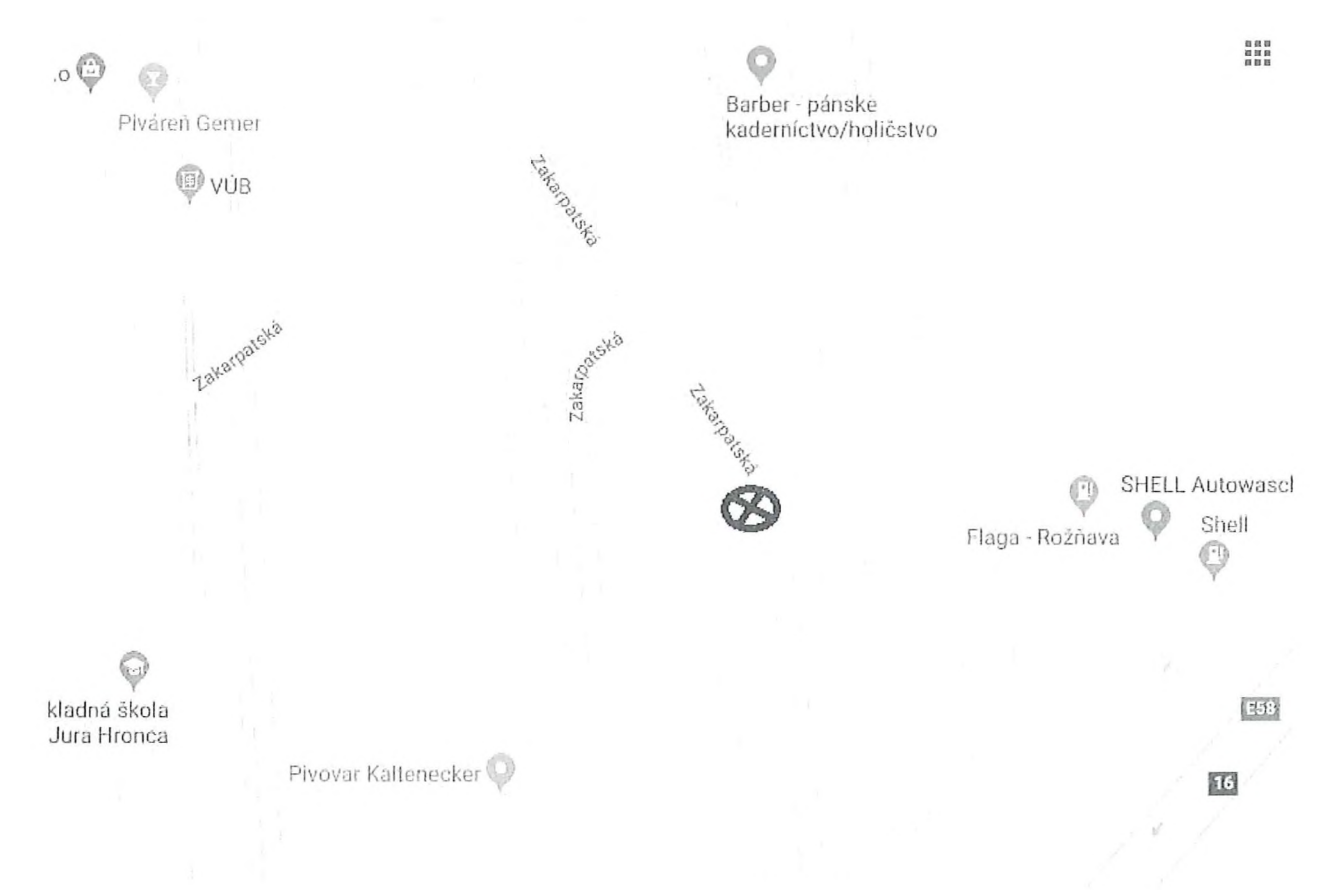 .o
Piváreň Gemer
VÚB
Barber - pánske
kaderníctvo/holičstvo
Zakarpatská
Zakarpatská
Zakarpatská
Zakarpatská
SHELL Autowascl
Flaga - Rožňava
Shell
kladná škola
Jura Hronca
E58
16
Pivovar Kaltenecker